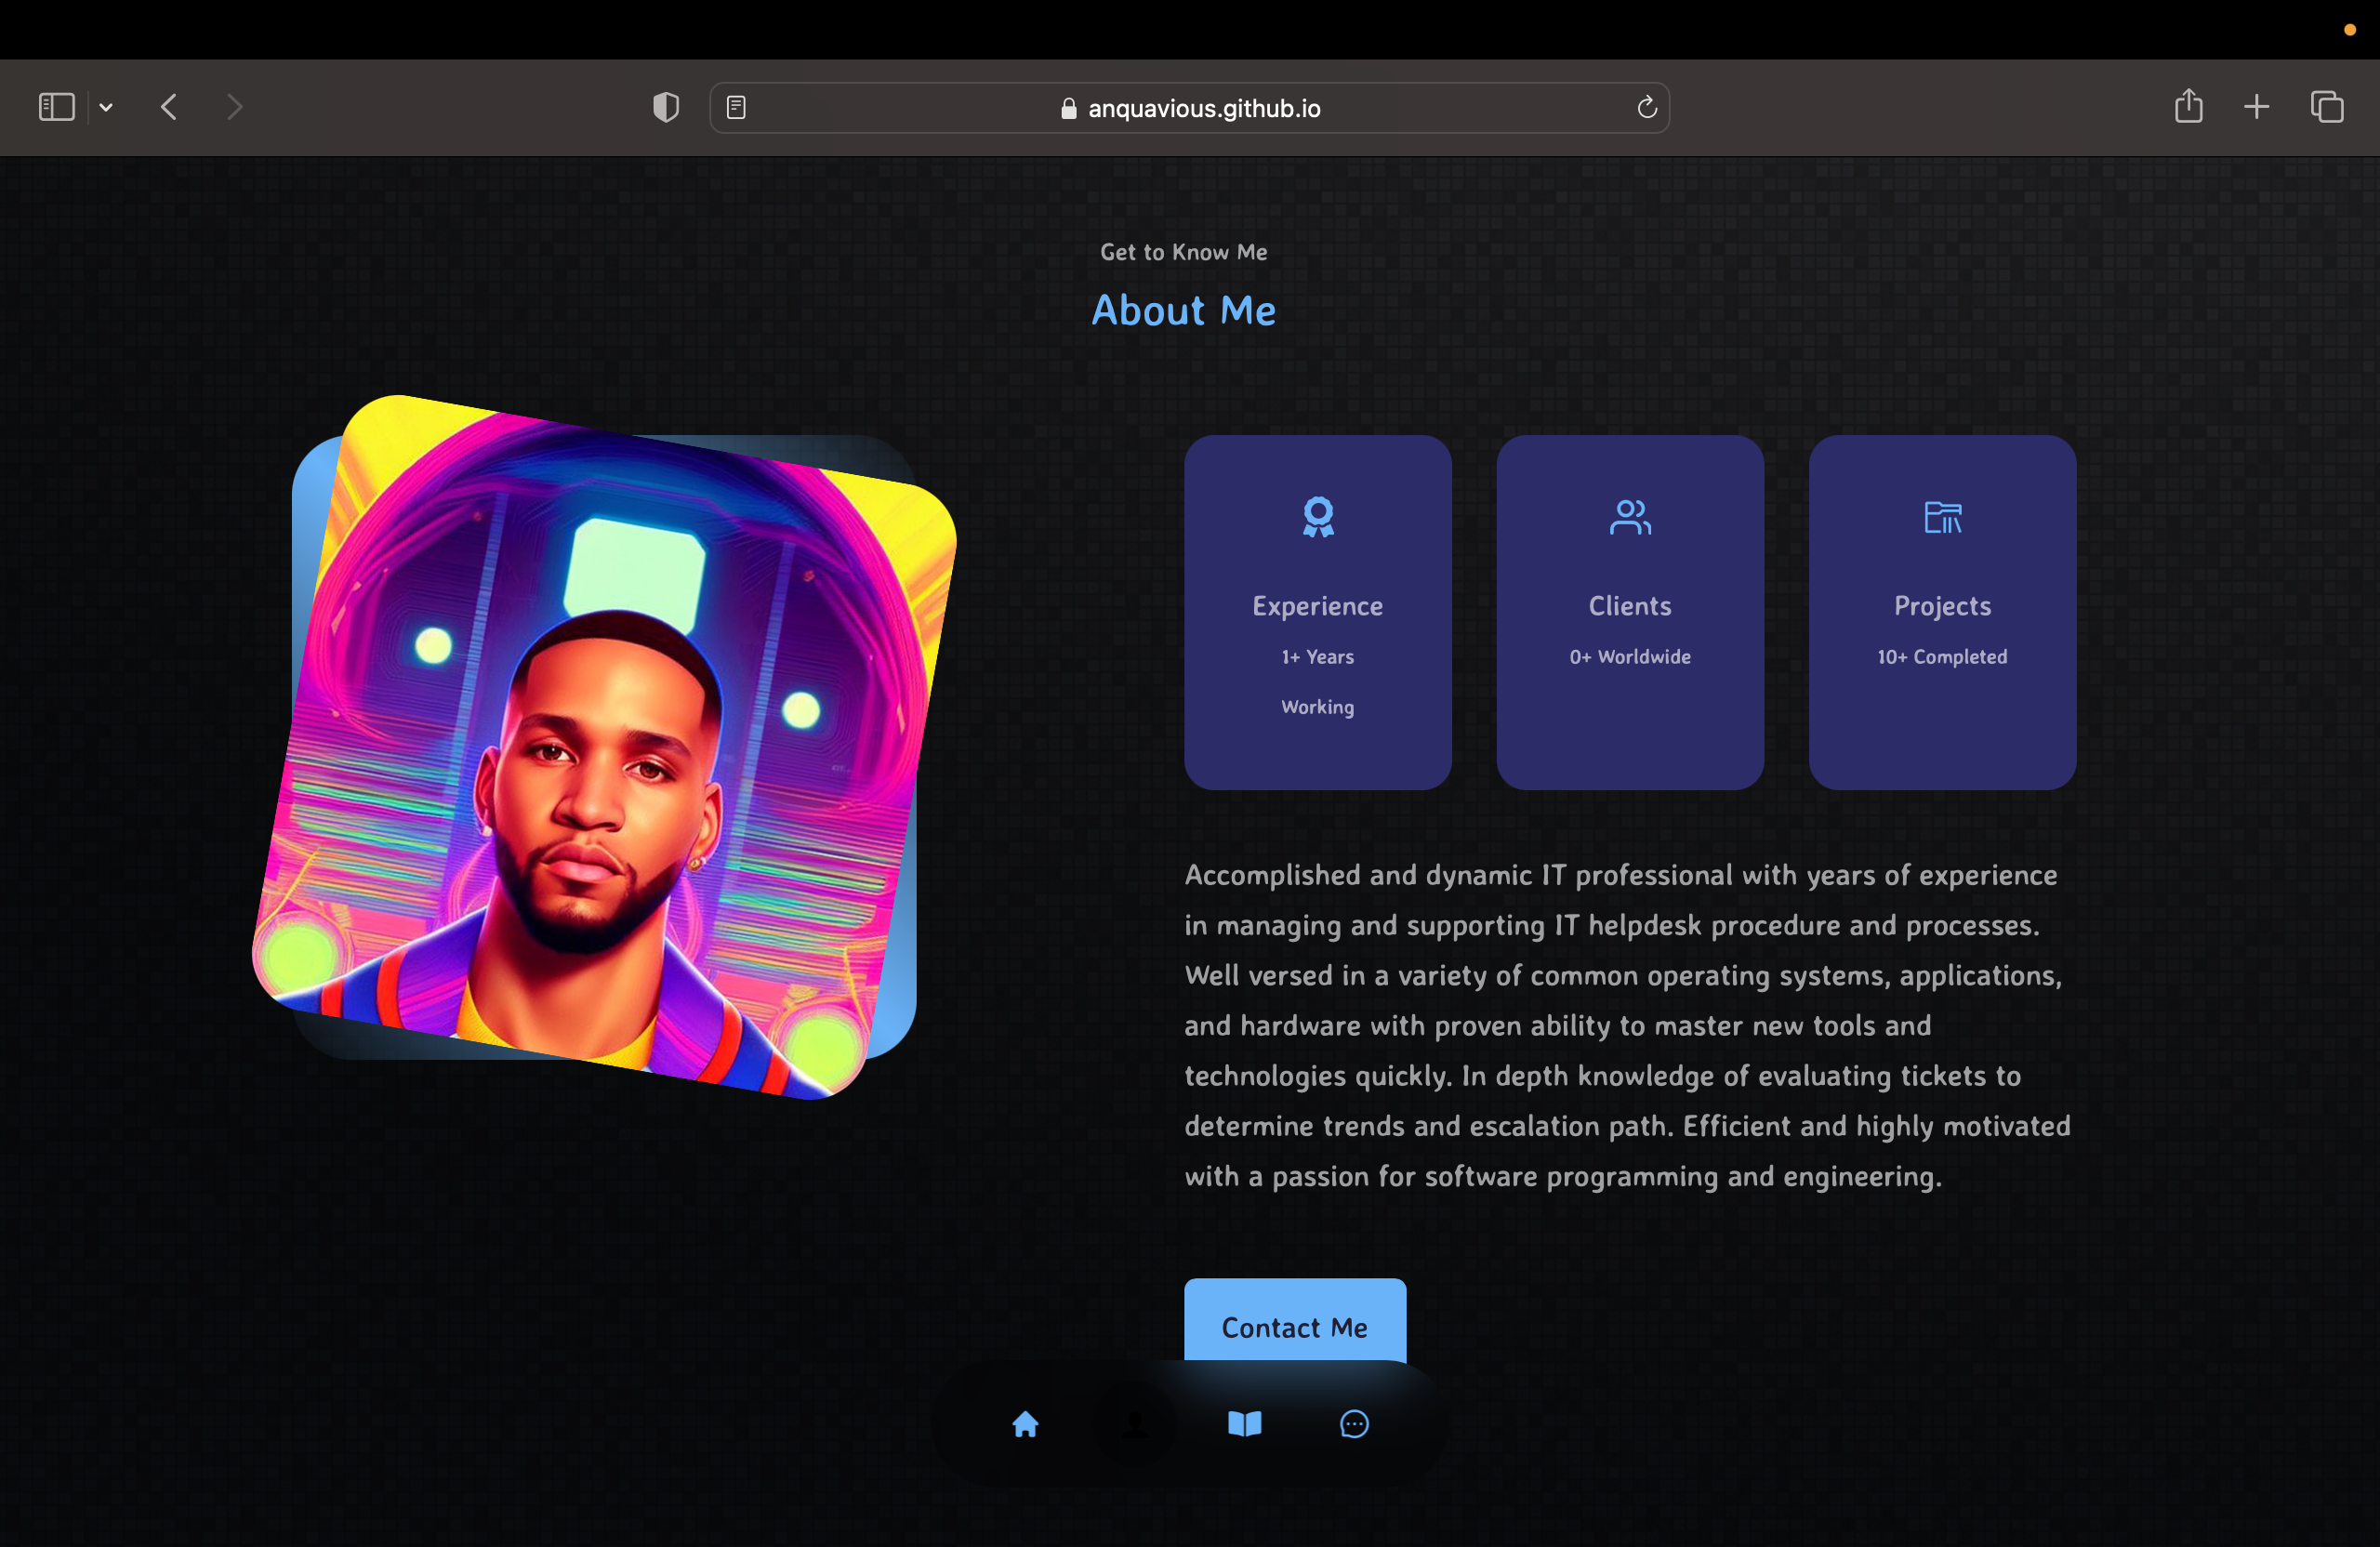 anquavious.github.io
Get to Know Me
About Me
Experience
1+ Years
Working
Clients
0+ Worldwide
Projects
10+ Completed
Accomplished and dynamic IT professional with years of experience
in managing and supporting IT helpdesk procedure and processes.
Well versed in a variety of common operating systems, applications,
and hardware with proven ability to master new tools and
technologies quickly. In depth knowledge of evaluating tickets to
determine trends and escalation path. Efficient and highly motivated
with a passion for software programming and engineering.
Contact Me